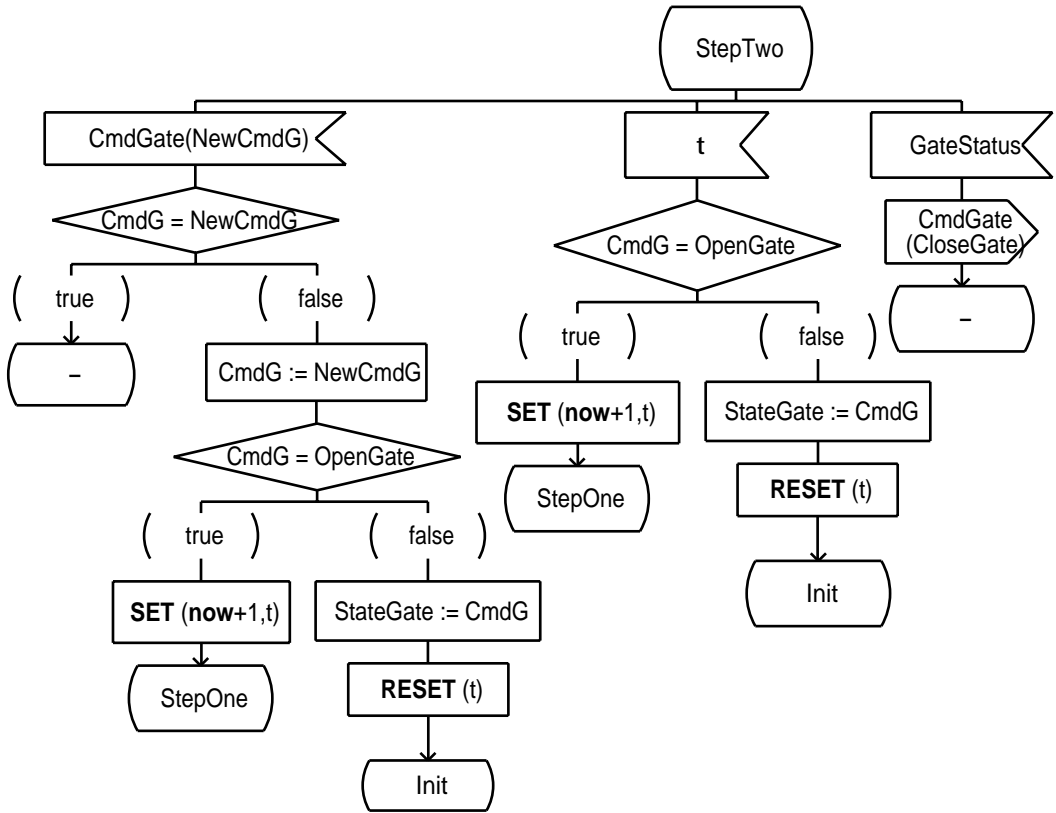 StepTwo
CmdGate(NewCmdG)
t
GateStatus
CmdG = NewCmdG
CmdG = OpenGate
CmdGate
(CloseGate)
( true )
( false )
–
( true )
( false )
–
CmdG := NewCmdG
SET (now+1,t)
StateGate := CmdG
CmdG = OpenGate
StepOne
RESET (t)
( true )
( false )
Init
SET (now+1,t)
StateGate := CmdG
StepOne
RESET (t)
Init